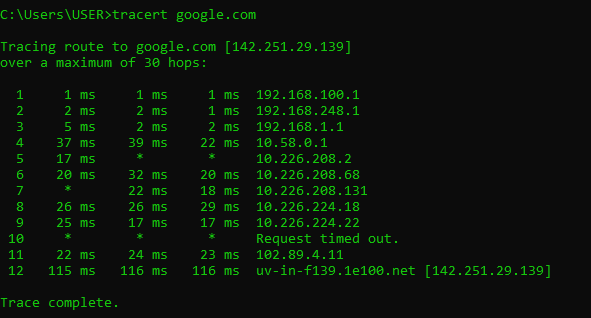 C:\Users\USER>tracert google.com
Tracing route to google.com [142.251.29.139]
over a maximum of 30 hops:
1 1 ms 1 ms 1 ms 192.168.100.1
2 2 ms 2 ms 1 ms 192.168.248.1
3 5 ms 2 ms 2 ms 192.168.1.1
4 37 ms 39 ms 22 ms 10.58.0.1
5 17 ms * * 10.226.208.2
6 20 ms 32 ms 20 ms 10.226.208.68
7 * 22 ms 18 ms 10.226.208.131
8 26 ms 26 ms 29 ms 10.226.224.18
9 25 ms 17 ms 17 ms 10.226.224.22
10 * * * Request timed out.
11 22 ms 24 ms 23 ms 102.89.4.11
12 115 ms 116 ms 116 ms uv-in-f139.1e100.net [142.251.29.139]
Trace complete.